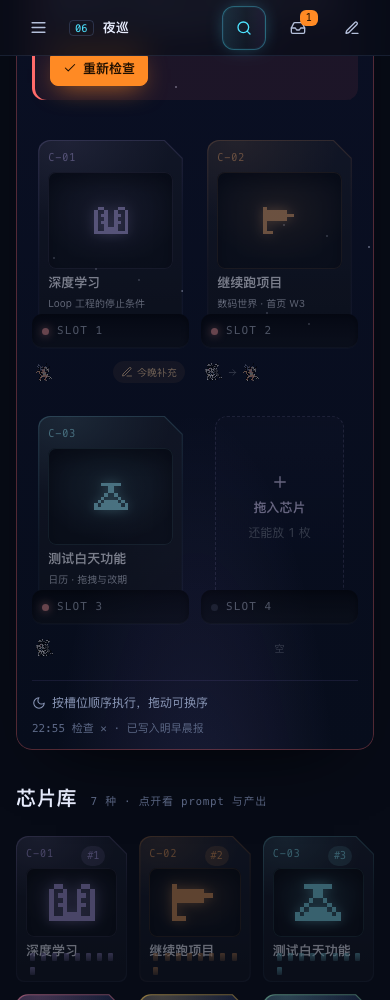 06 夜巡
1
重新检查
C-01
C-02
深度学习
继续跑项目
Loop 工程的停止条件
数码世界 · 首页 W3
SLOT 1
SLOT 2
今晚补充
→
C-03
+
拖入芯片
还能放 1 枚
测试白天功能
日历 · 拖拽与改期
SLOT 3
SLOT 4
空
按槽位顺序执行，拖动可换序
22:55 检查 × · 已写入明早晨报
芯片库 7 种 · 点开看 prompt 与产出
C-01 #1
C-02 #2
C-03 #3
深度学习
继续跑项目
测试白天功能